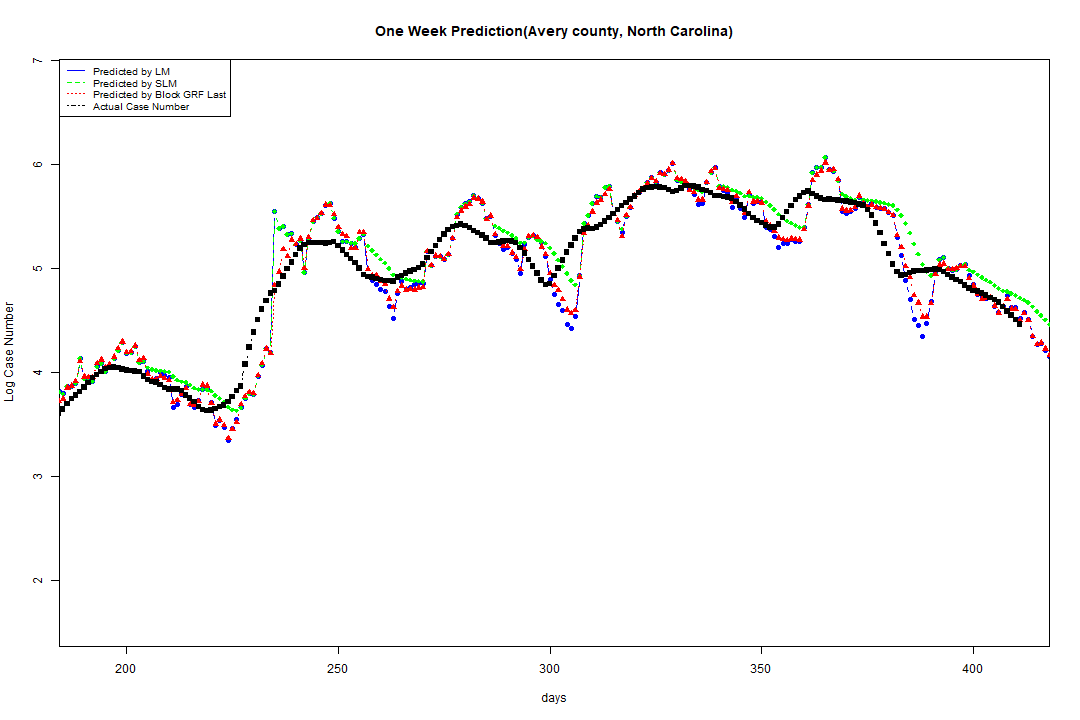 One Week Prediction(Avery county, North Carolina)
Predicted by LM
Predicted by SLM
Predicted by Block GRF Last
Actual Case Number
7
6
5
4
3
2
Log Case Number
200 250 300 350 400
days